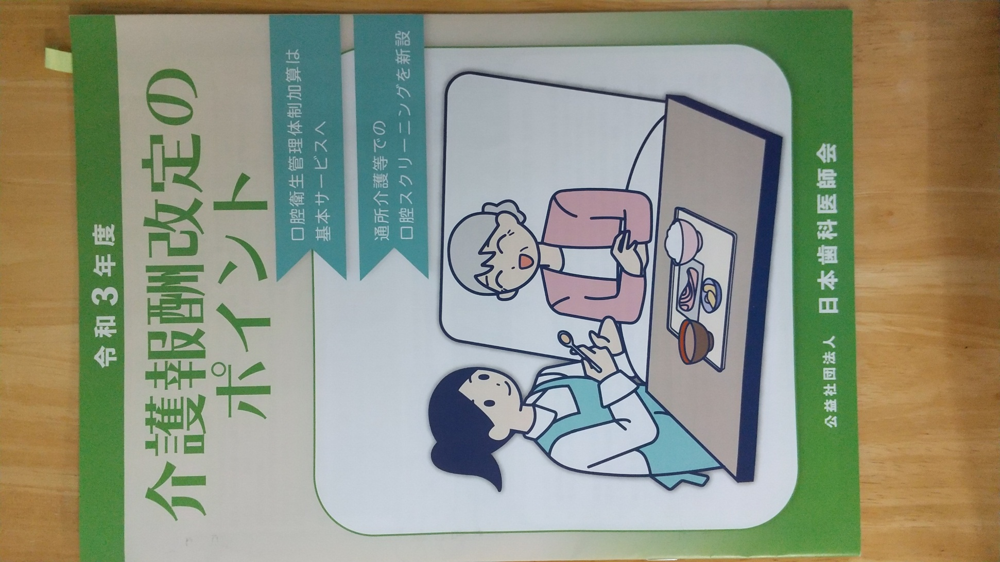 令和3年度
介護報酬改定の
ポイント
口腔衛生管理体制加算は
基本サービスへ
通所介護等での
口腔スクリーニングを新設
公益社団法人 日本歯科医師会